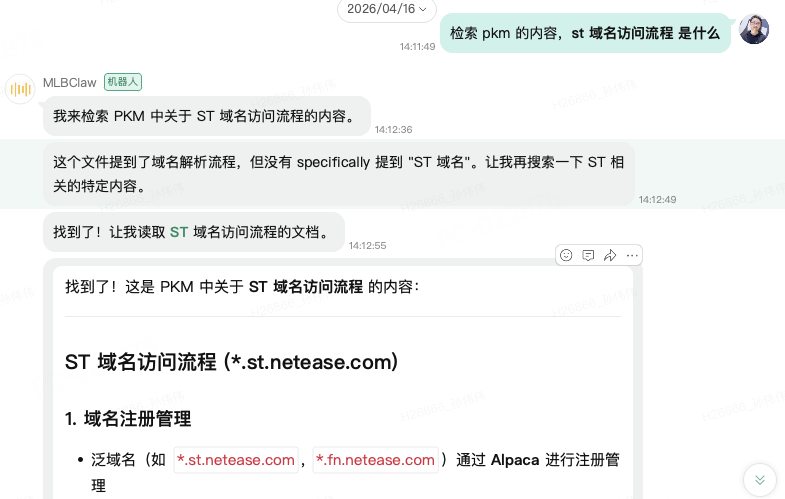 2026/04/16
检索 pkm 的内容，st 域名访问流程 是什么
14:11:49
MLBClaw 机器人
我来检索 PKM 中关于 ST 域名访问流程的内容。
14:12:36
这个文件提到了域名解析流程，但没有 specifically 提到 "ST 域名"。让我再搜索一下 ST 相
关的特定内容。
14:12:49
找到了！让我读取 ST 域名访问流程的文档。
14:12:55
找到了！这是 PKM 中关于 ST 域名访问流程 的内容：
ST 域名访问流程 (*.st.netease.com)
1. 域名注册管理
• 泛域名（如 *.st.netease.com，*.fn.netease.com）通过 Alpaca 进行注册管
理